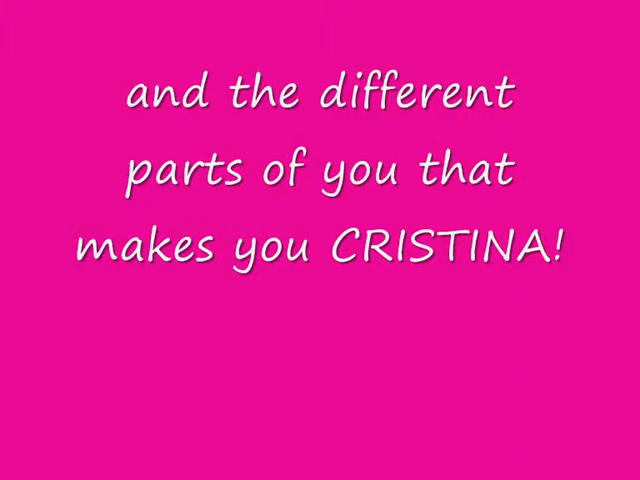 and the different
parts of you that
makes you CRISTINA!